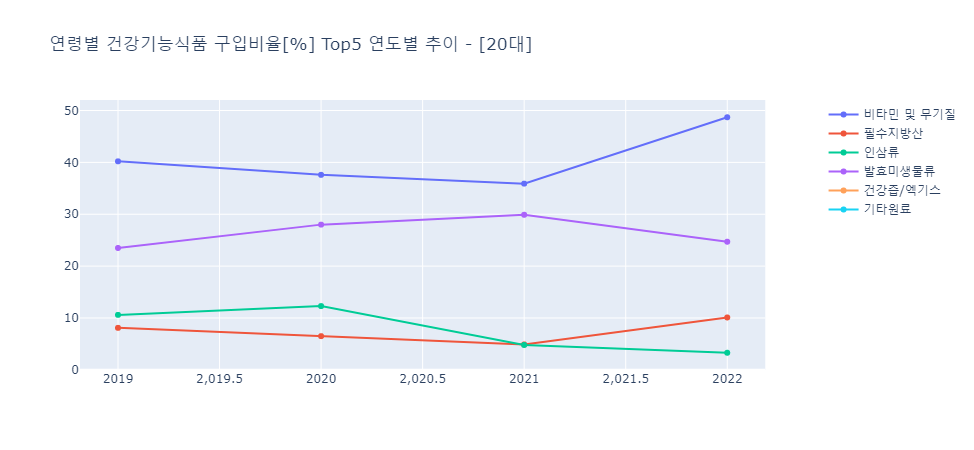 연령별 건강기능식품 구입비율[%] Top5 연도별 추이 - [20대]
50
40
30
20
10
0
2019
2,019.5
2020
2,020.5
2021
2,021.5
2022
비타민 및 무기질
필수지방산
인삼류
발효미생물류
건강즙/엑기스
기타원료